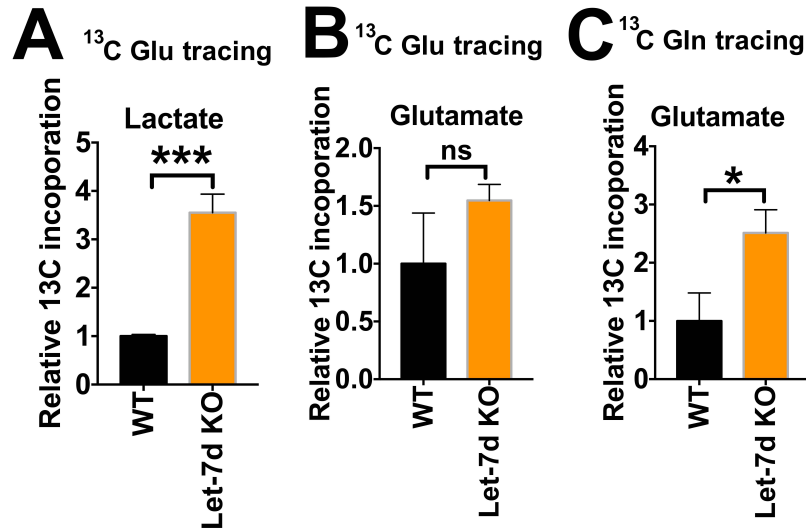 A
¹³C Glu tracing
Lactate
***
Relative 13C incoporation
5
4
3
2
1
0
WT
Let-7d KO
B
¹³C Glu tracing
Glutamate
ns
Relative 13C incoporation
2.0
1.5
1.0
0.5
0.0
WT
Let-7d KO
C
¹³C Gln tracing
Glutamate
*
Relative 13C incoporation
4
3
2
1
0
WT
Let-7d KO